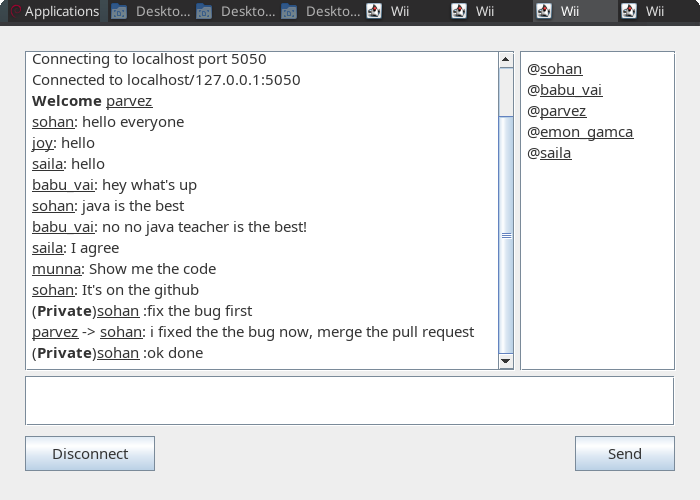 Applications Deskto... Deskto... Deskto... Wii Wii Wii Wii
Connecting to localhost port 5050
Connected to localhost/127.0.0.1:5050
Welcome parvez
sohan: hello everyone
joy: hello
saila: hello
babu_vai: hey what's up
sohan: java is the best
babu_vai: no no java teacher is the best!
saila: I agree
munna: Show me the code
sohan: It's on the github
(Private)sohan :fix the bug first
parvez -> sohan: i fixed the the bug now, merge the pull request
(Private)sohan :ok done
@sohan
@babu_vai
@parvez
@emon_gamca
@saila
Disconnect
Send